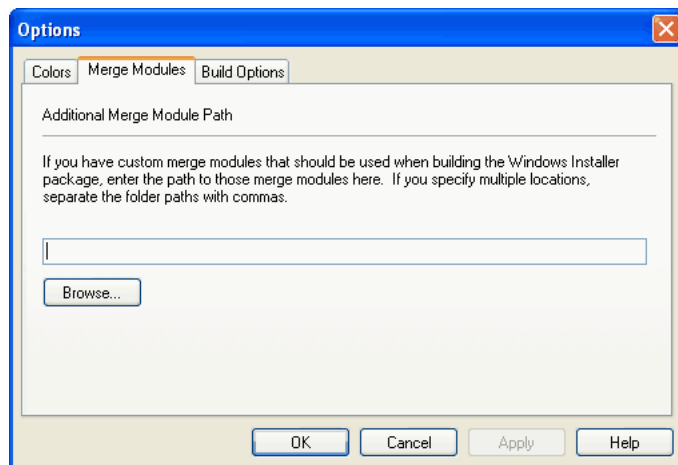 Options
Colors
Merge Modules
Build Options
Additional Merge Module Path
If you have custom merge modules that should be used when building the Windows Installer
package, enter the path to those merge modules here.  If you specify multiple locations,
separate the folder paths with commas.
Browse...
OK
Cancel
Apply
Help